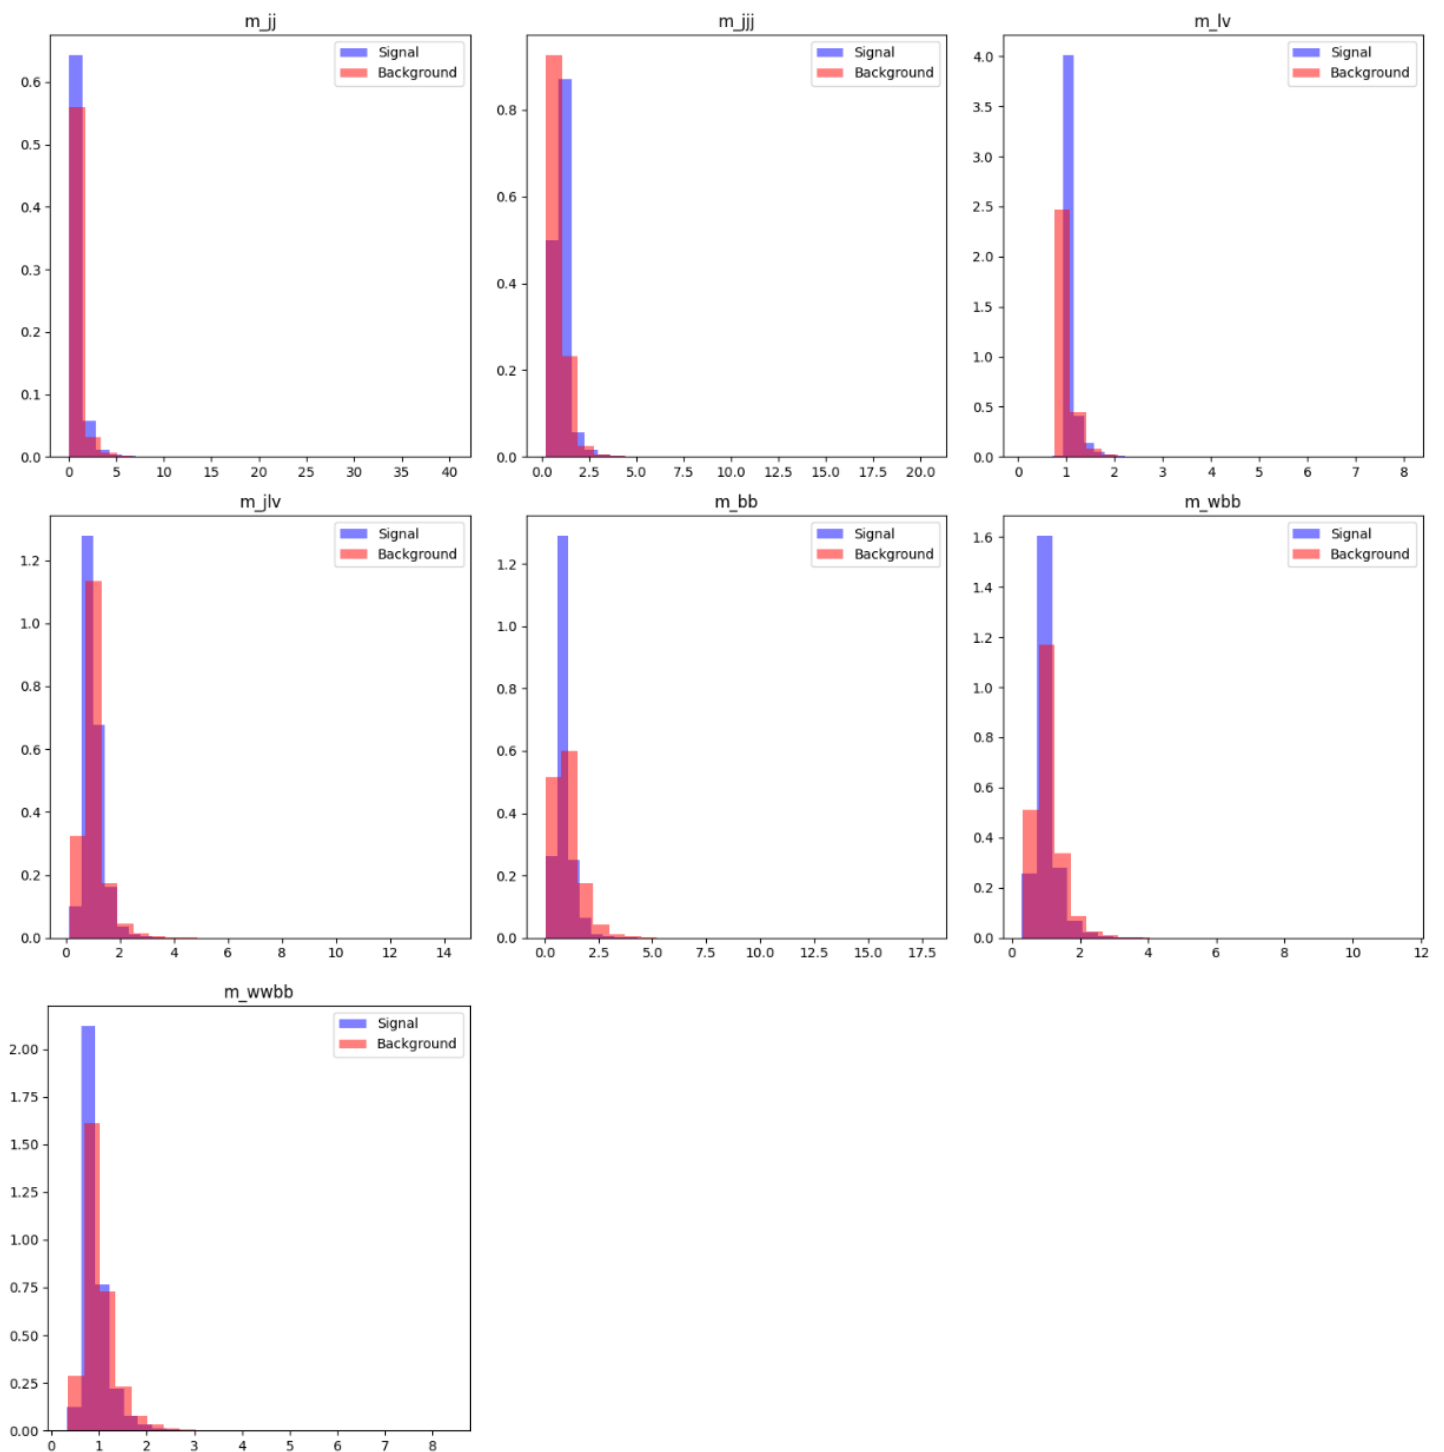 m_jj
Signal
Background
0.6
0.5
0.4
0.3
0.2
0.1
0.0
0 5 10 15 20 25 30 35 40
m_jjj
Signal
Background
0.8
0.6
0.4
0.2
0.0
0.0 2.5 5.0 7.5 10.0 12.5 15.0 17.5 20.0
m_lv
Signal
Background
4.0
3.5
3.0
2.5
2.0
1.5
1.0
0.5
0.0
0 1 2 3 4 5 6 7 8
m_jlv
Signal
Background
1.2
1.0
0.8
0.6
0.4
0.2
0.0
0 2 4 6 8 10 12 14
m_bb
Signal
Background
1.2
1.0
0.8
0.6
0.4
0.2
0.0
0.0 2.5 5.0 7.5 10.0 12.5 15.0 17.5
m_wbb
Signal
Background
1.6
1.4
1.2
1.0
0.8
0.6
0.4
0.2
0.0
0 2 4 6 8 10 12
m_wwbb
Signal
Background
2.00
1.75
1.50
1.25
1.00
0.75
0.50
0.25
0.00
0 1 2 3 4 5 6 7 8